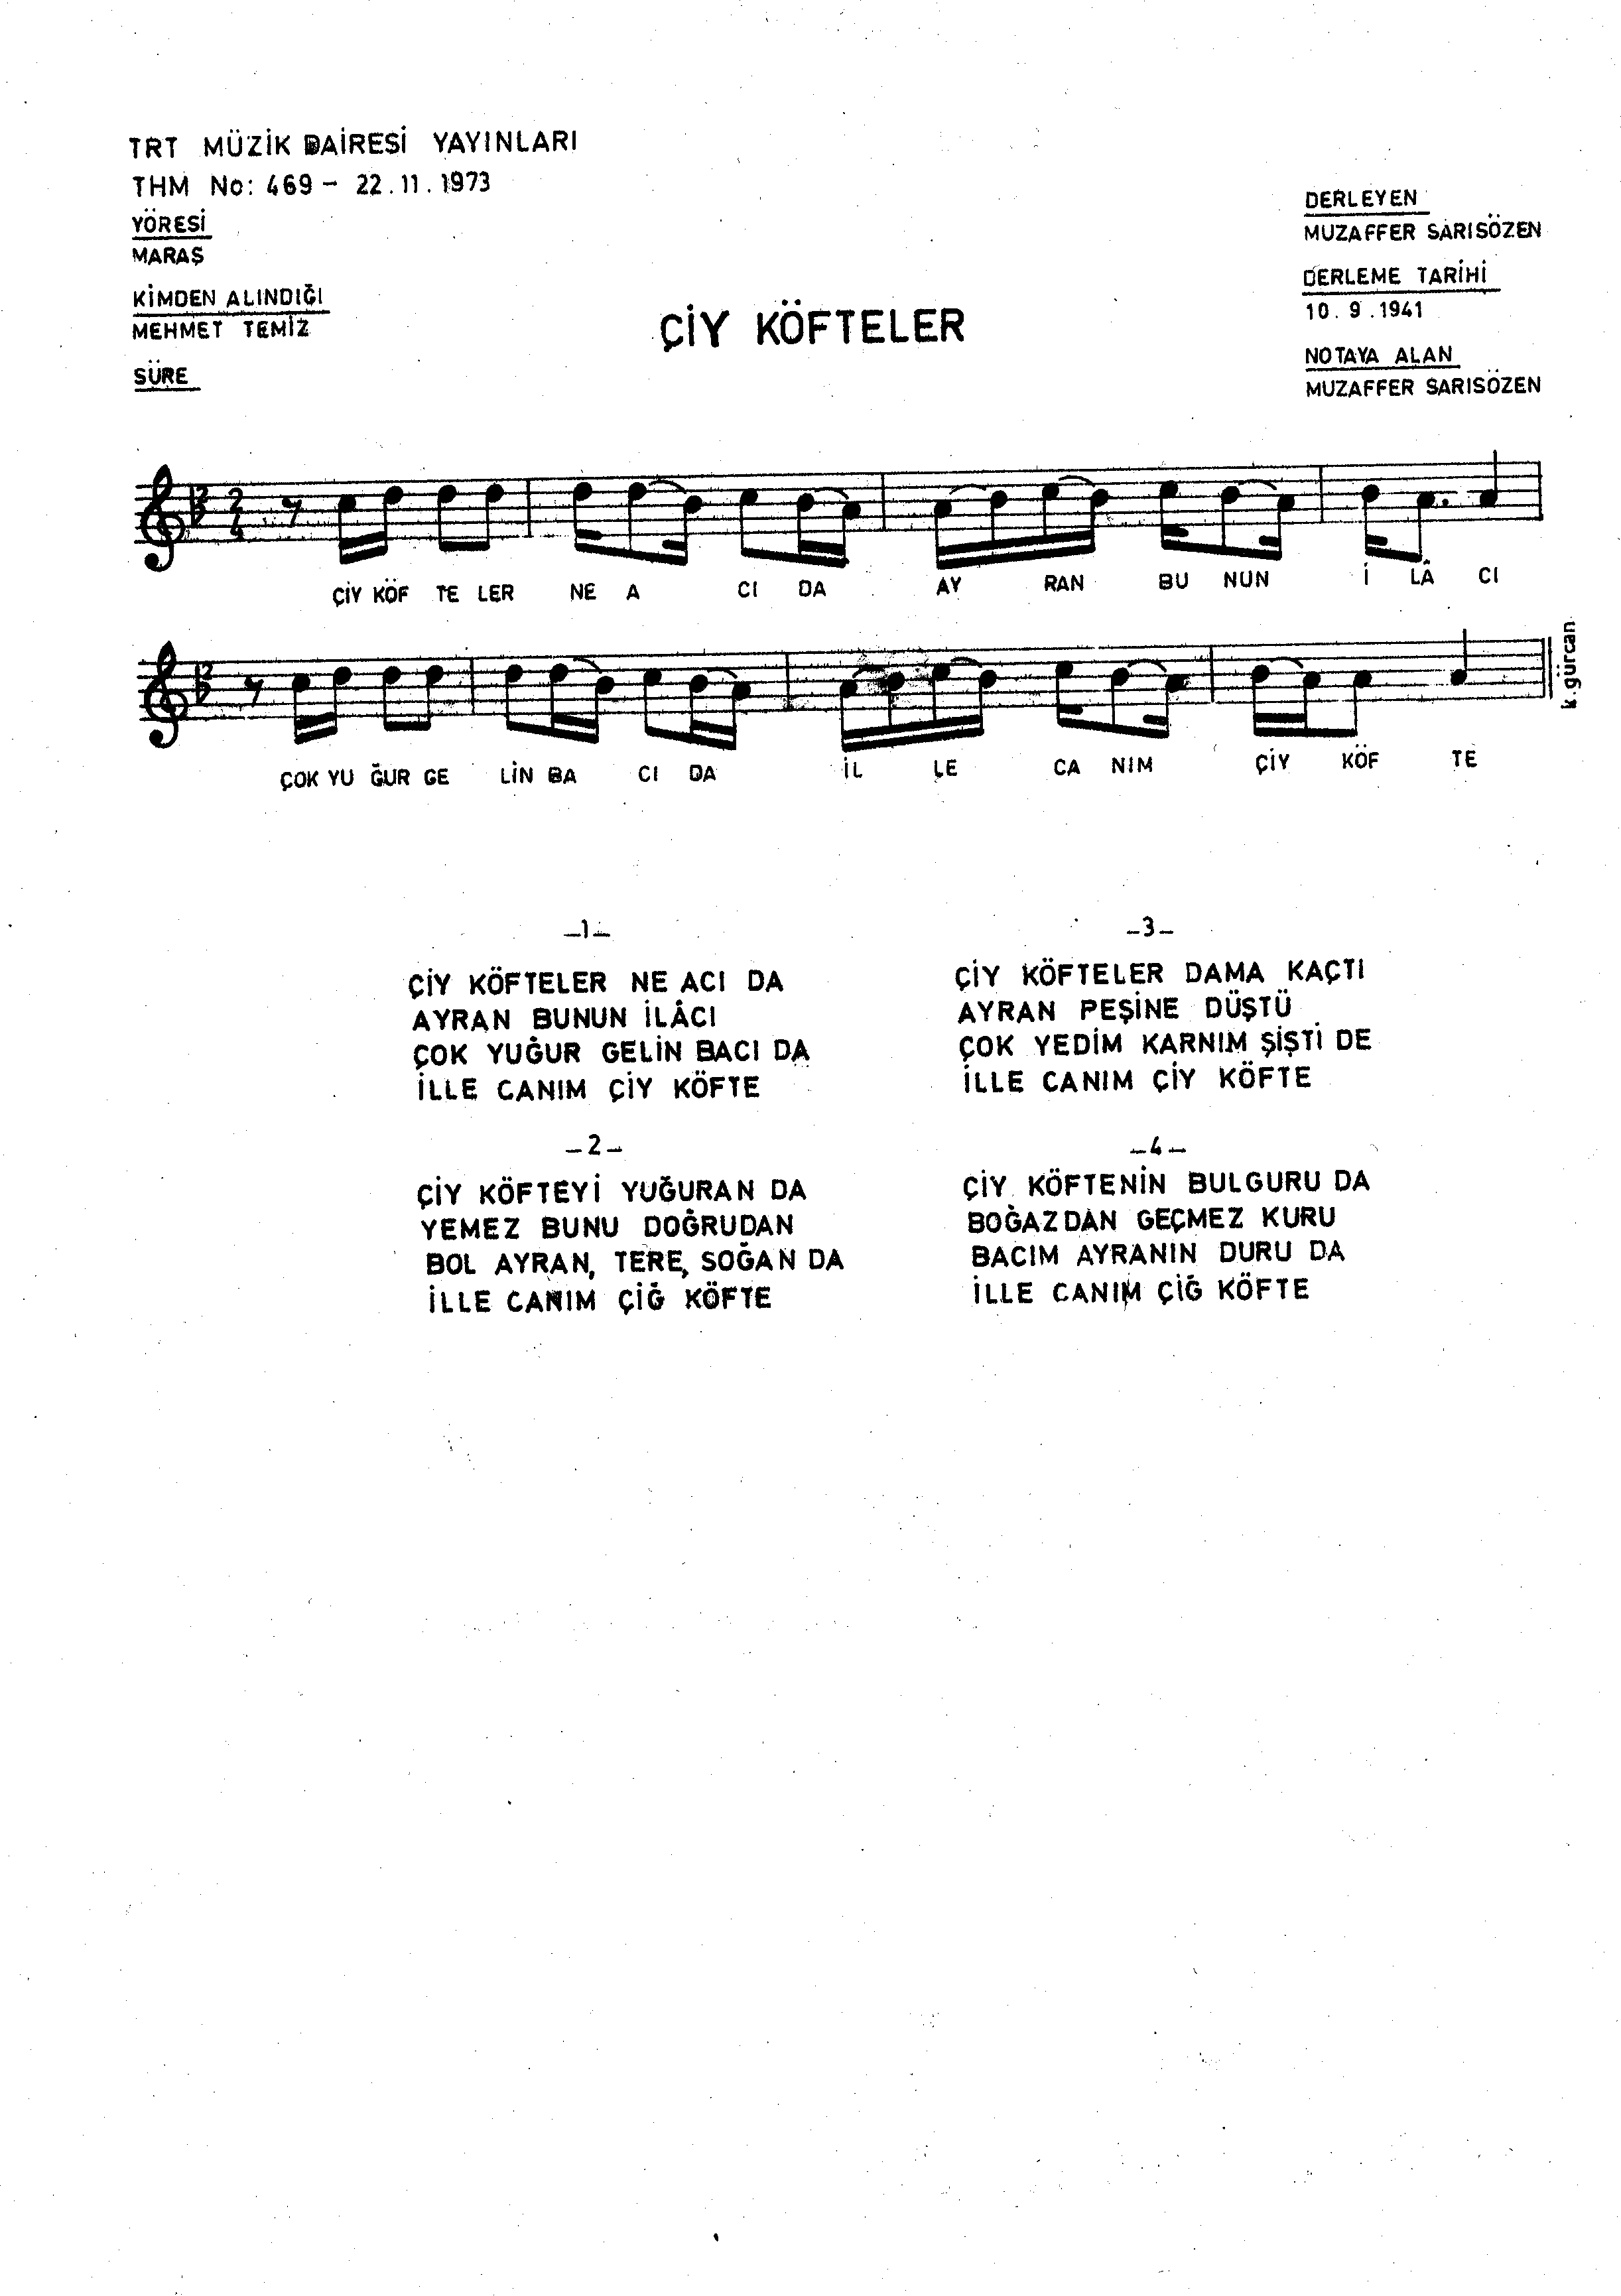 TRT MÜZİK DAİRESİ YAYINLARI
THM No: 469 - 22.11.1973
YÖRESİ
MARAŞ
KİMDEN ALINDIĞI
MEHMET TEMİZ
SÜRE
ÇİY KÖFTELER
DERLEYEN
MUZAFFER SARISÖZEN
DERLEME TARİHİ
10.9.1941
NOTAYA ALAN
MUZAFFER SARISÖZEN
2
4
ÇİY KÖF TE LER NE A CI DA AY RAN BU NUN İ LÂ CI
2
ÇOK YU ĞUR GE LİN BA CI DA İL LE CA NIM ÇİY KÖF TE
k.gürcan
-1-
ÇİY KÖFTELER NE ACI DA
AYRAN BUNUN İLÂCI
ÇOK YUĞUR GELİN BACI DA
İLLE CANIM ÇİY KÖFTE
-2-
ÇİY KÖFTEYİ YUĞURAN DA
YEMEZ BUNU DOĞRUDAN
BOL AYRAN, TERE, SOĞAN DA
İLLE CANIM ÇİĞ KÖFTE
-3-
ÇİY KÖFTELER DAMA KAÇTI
AYRAN PEŞİNE DÜŞTÜ
ÇOK YEDİM KARNIM ŞİŞTİ DE
İLLE CANIM ÇİY KÖFTE
-4-
ÇİY KÖFTENİN BULGURU DA
BOĞAZDAN GEÇMEZ KURU
BACIM AYRANIN DURU DA
İLLE CANIM ÇİĞ KÖFTE